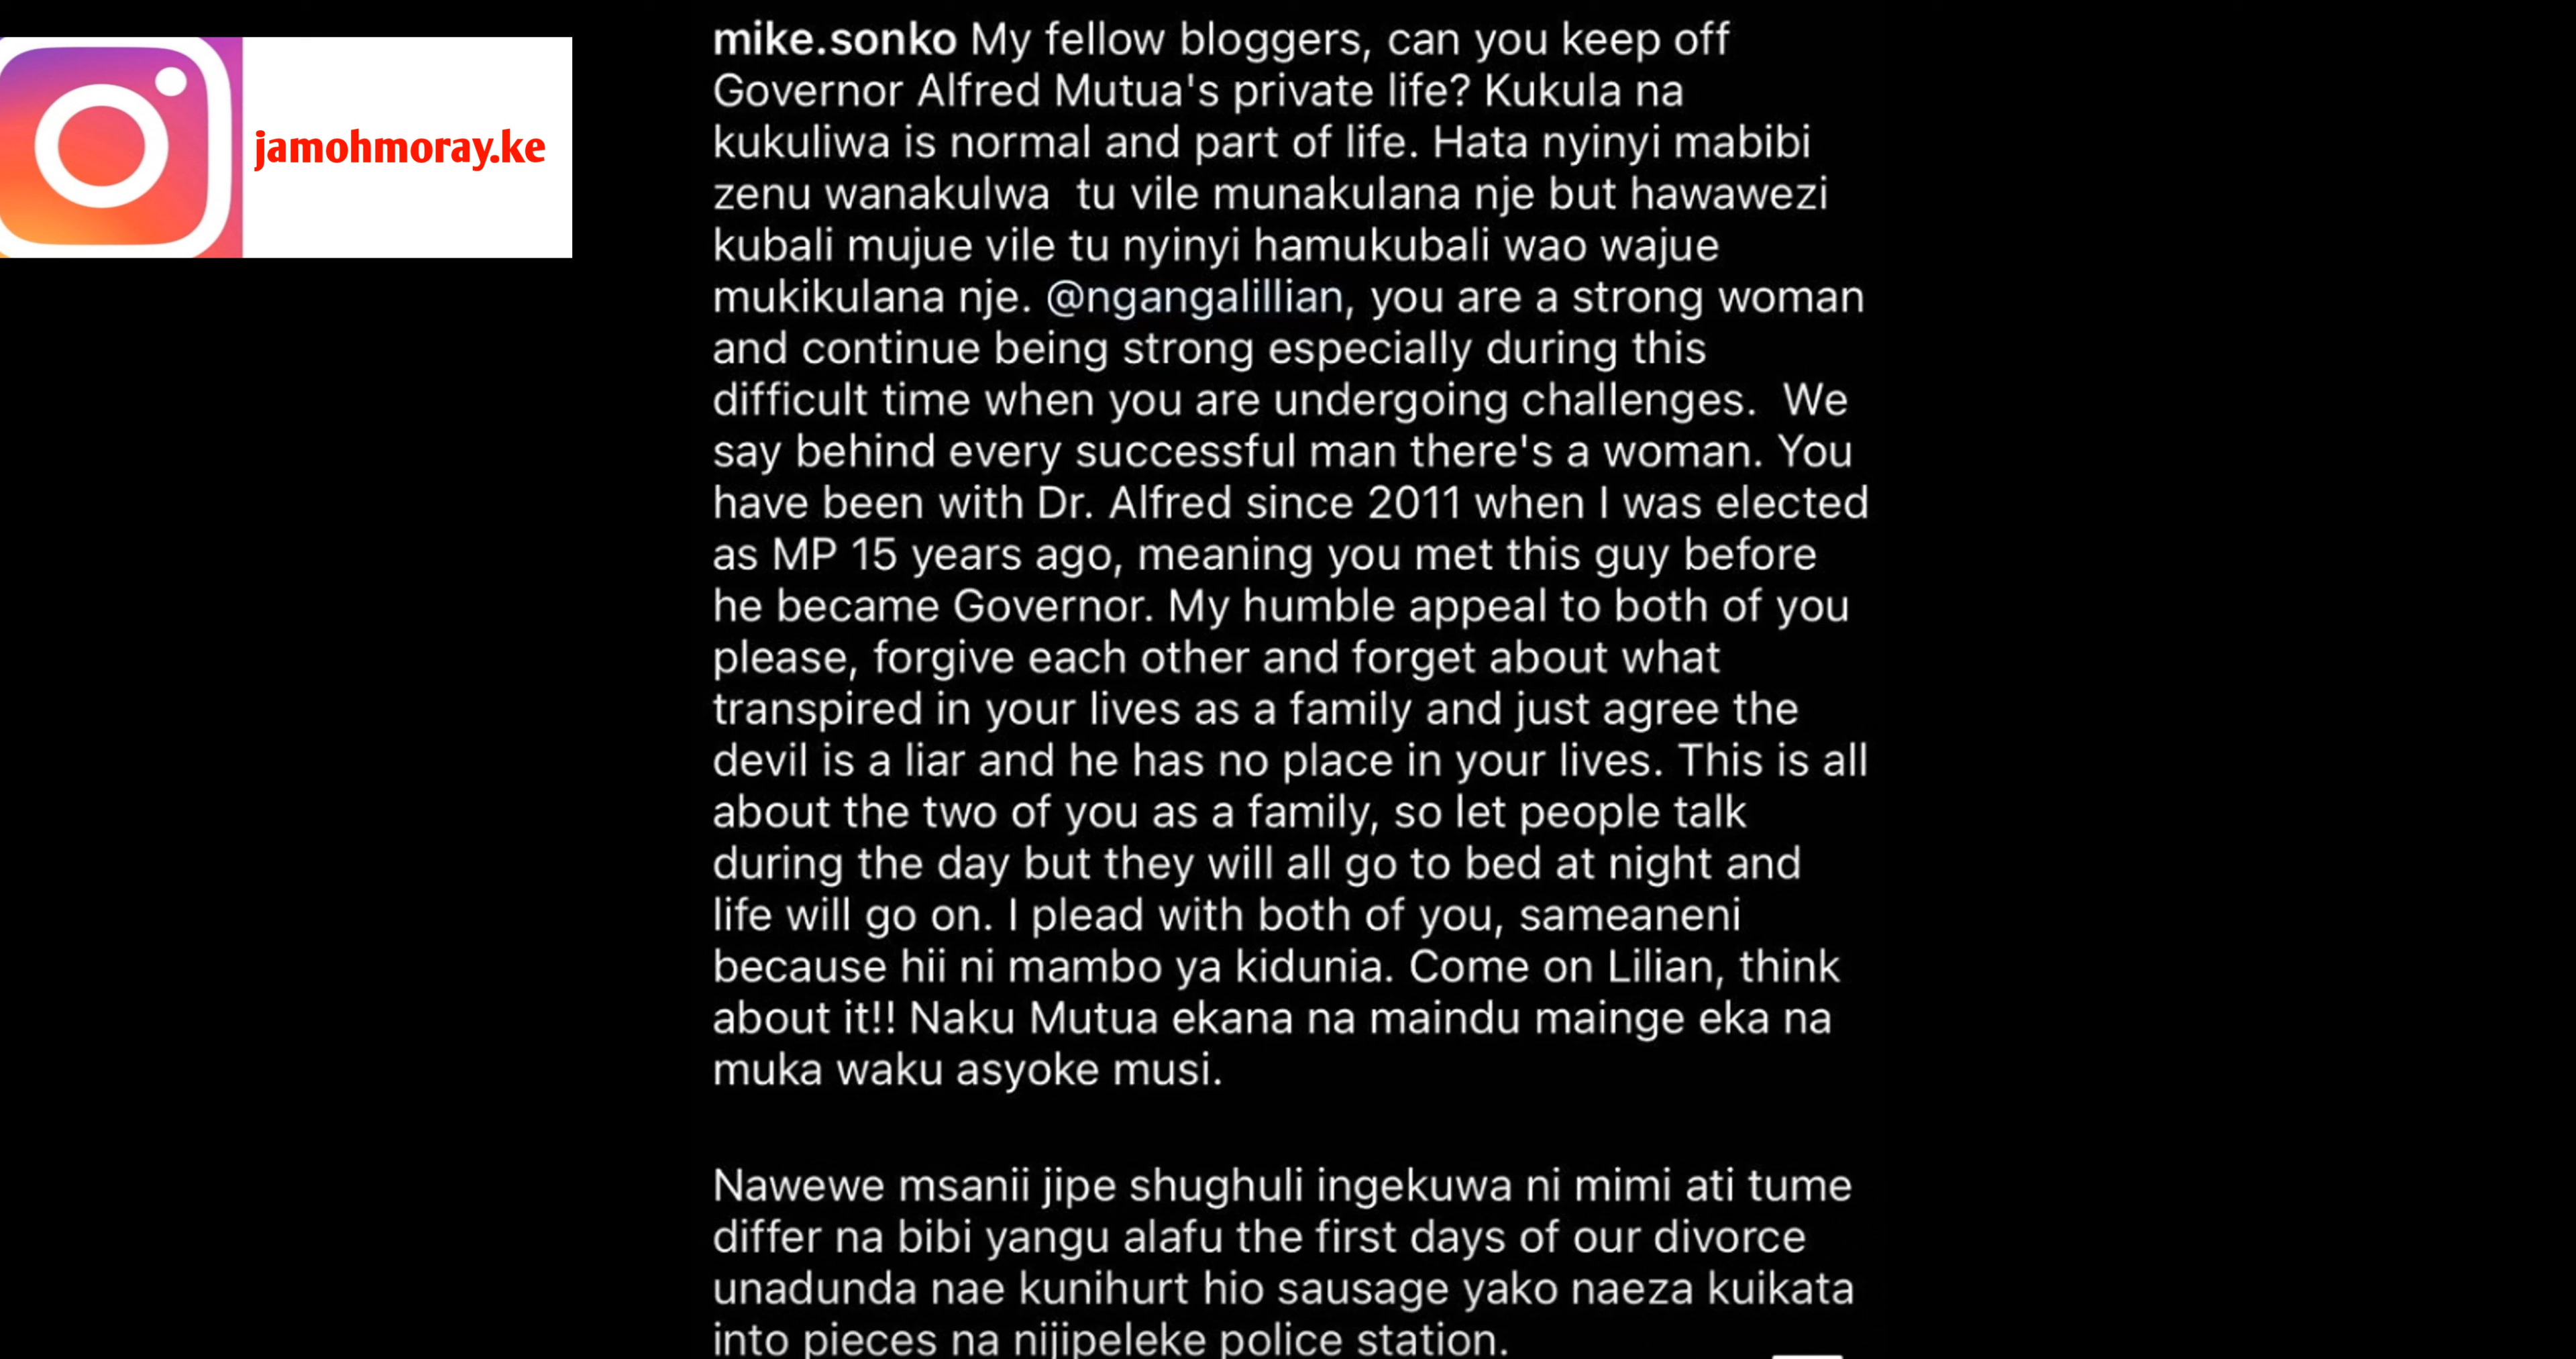 jamohmoray.ke
mike.sonko My fellow bloggers, can you keep off
Governor Alfred Mutua's private life? Kukula na
kukuliwa is normal and part of life. Hata nyinyi mabibi
zenu wanakulwa  tu vile munakulana nje but hawawezi
kubali mujue vile tu nyinyi hamukubali wao wajue
mukikulana nje. @ngangalillian, you are a strong woman
and continue being strong especially during this
difficult time when you are undergoing challenges.  We
say behind every successful man there's a woman. You
have been with Dr. Alfred since 2011 when I was elected
as MP 15 years ago, meaning you met this guy before
he became Governor. My humble appeal to both of you
please, forgive each other and forget about what
transpired in your lives as a family and just agree the
devil is a liar and he has no place in your lives. This is all
about the two of you as a family, so let people talk
during the day but they will all go to bed at night and
life will go on. I plead with both of you, sameaneni
because hii ni mambo ya kidunia. Come on Lilian, think
about it!! Naku Mutua ekana na maindu mainge eka na
muka waku asyoke musi.
Nawewe msanii jipe shughuli ingekuwa ni mimi ati tume
differ na bibi yangu alafu the first days of our divorce
unadunda nae kunihurt hio sausage yako naeza kuikata
into pieces na nijipeleke police station.